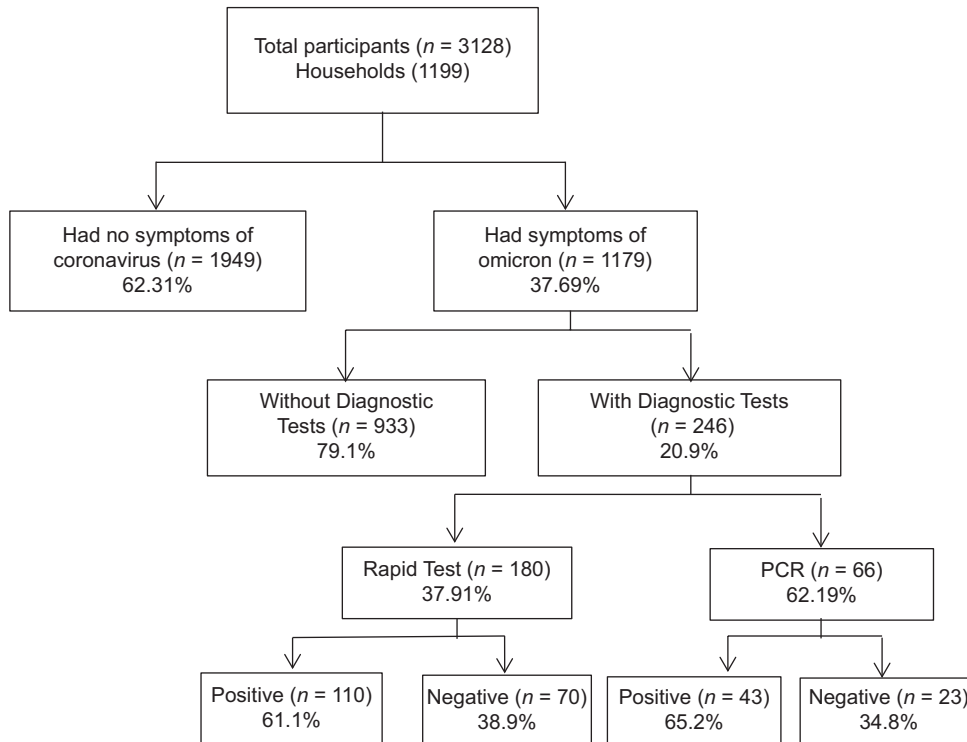 Total participants (n = 3128)
Households (1199)
Had no symptoms of
coronavirus (n = 1949)
62.31%
Had symptoms of
omicron (n = 1179)
37.69%
Without Diagnostic
Tests (n = 933)
79.1%
With Diagnostic Tests
(n = 246)
20.9%
Rapid Test (n = 180)
37.91%
PCR (n = 66)
62.19%
Positive (n = 110)
61.1%
Negative (n = 70)
38.9%
Positive (n = 43)
65.2%
Negative (n = 23)
34.8%